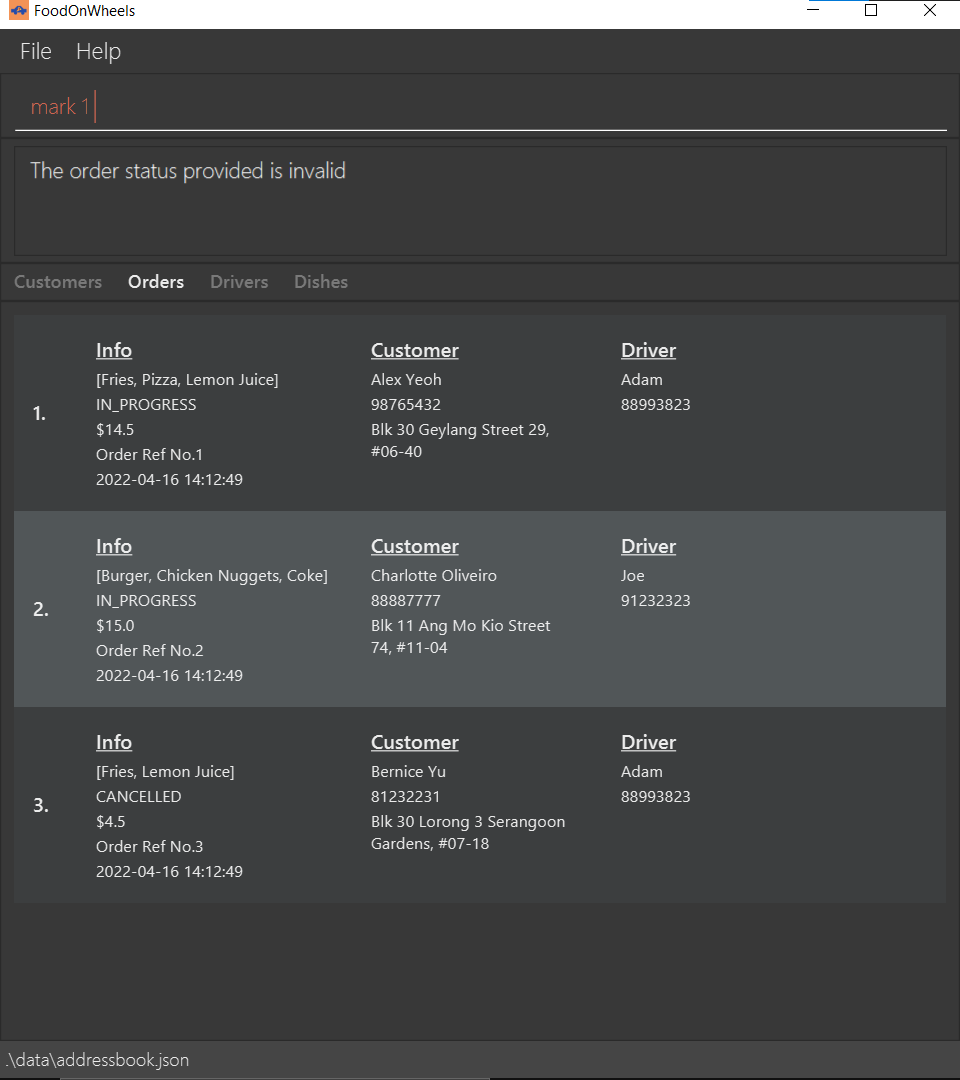 FoodOnWheels
File Help
mark 1
The order status provided is invalid
Customers Orders Drivers Dishes
1.
Info
[Fries, Pizza, Lemon Juice]
IN_PROGRESS
$14.5
Order Ref No.1
2022-04-16 14:12:49
Customer
Alex Yeoh
98765432
Blk 30 Geylang Street 29,
#06-40
Driver
Adam
88993823
2.
Info
[Burger, Chicken Nuggets, Coke]
IN_PROGRESS
$15.0
Order Ref No.2
2022-04-16 14:12:49
Customer
Charlotte Oliveiro
88887777
Blk 11 Ang Mo Kio Street
74, #11-04
Driver
Joe
91232323
3.
Info
[Fries, Lemon Juice]
CANCELLED
$4.5
Order Ref No.3
2022-04-16 14:12:49
Customer
Bernice Yu
81232231
Blk 30 Lorong 3 Serangoon
Gardens, #07-18
Driver
Adam
88993823
.\data\addressbook.json